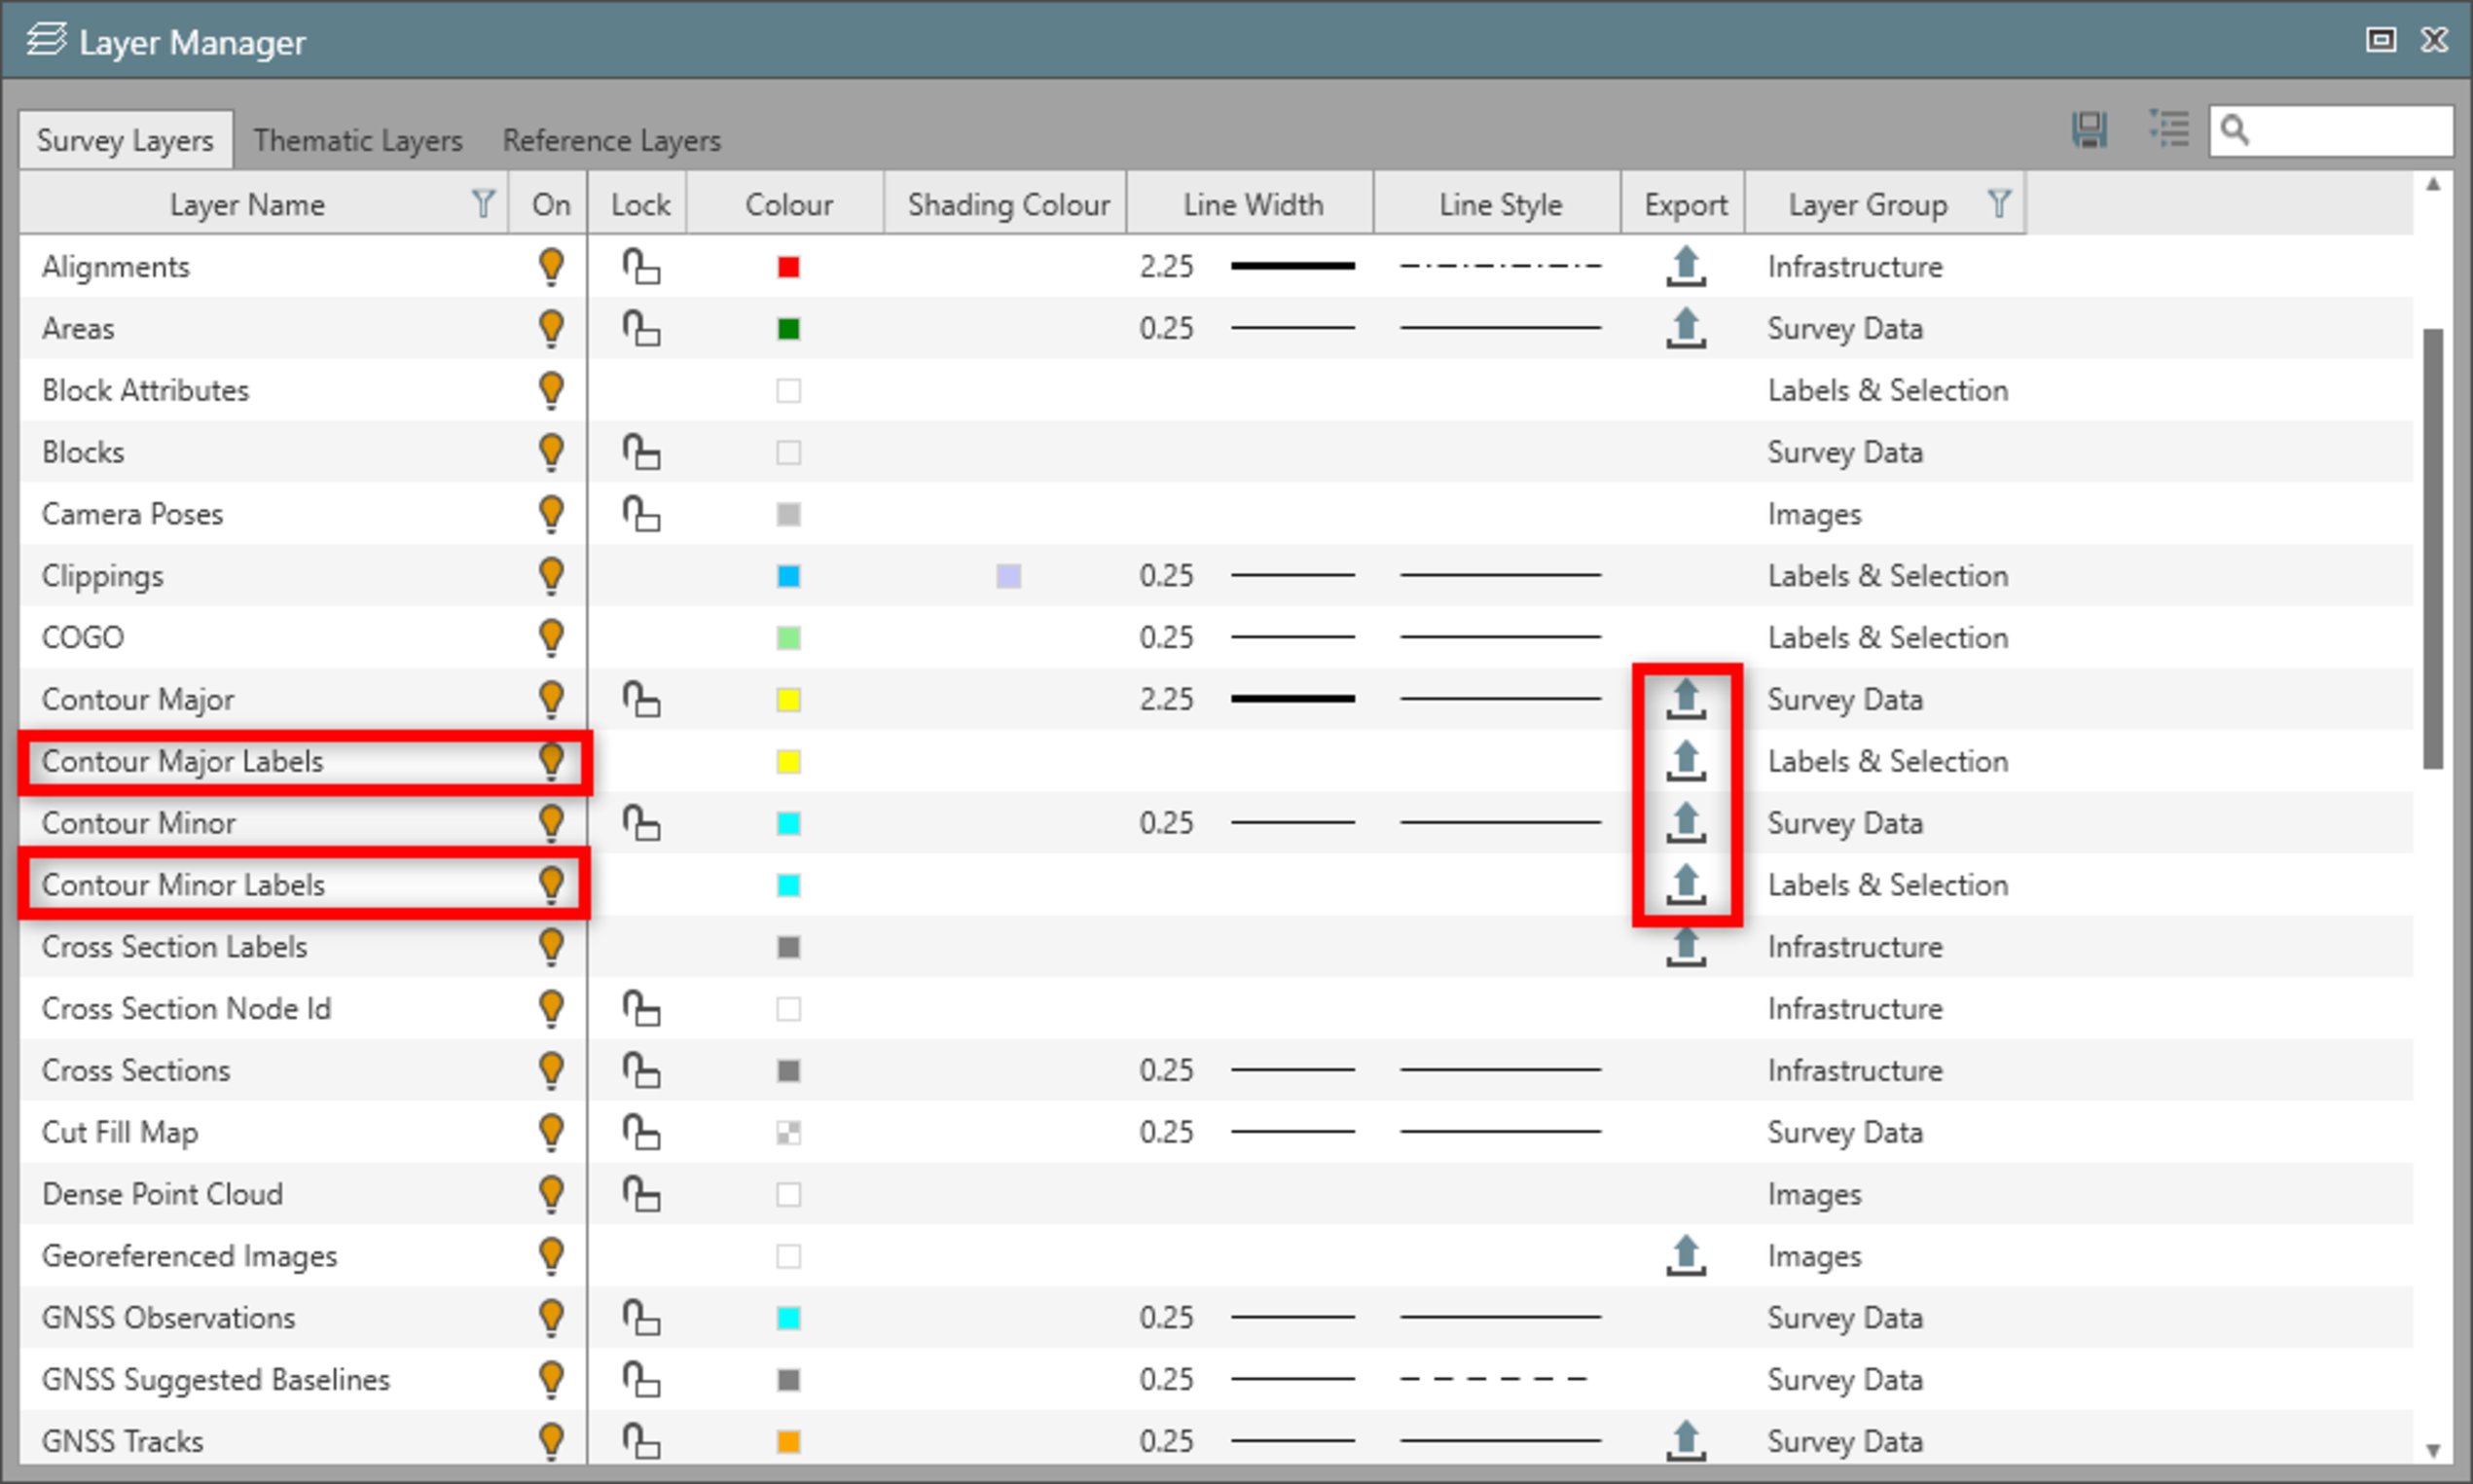 Layer Manager
Survey Layers Thematic Layers Reference Layers
Layer Name On Lock Colour Shading Colour Line Width Line Style Export Layer Group
Alignments 2.25 Infrastructure
Areas 0.25 Survey Data
Block Attributes Labels & Selection
Blocks Survey Data
Camera Poses Images
Clippings 0.25 Labels & Selection
COGO 0.25 Labels & Selection
Contour Major 2.25 Survey Data
Contour Major Labels Labels & Selection
Contour Minor 0.25 Survey Data
Contour Minor Labels Labels & Selection
Cross Section Labels Infrastructure
Cross Section Node Id Infrastructure
Cross Sections 0.25 Infrastructure
Cut Fill Map 0.25 Survey Data
Dense Point Cloud Images
Georeferenced Images Images
GNSS Observations 0.25 Survey Data
GNSS Suggested Baselines 0.25 Survey Data
GNSS Tracks 0.25 Survey Data